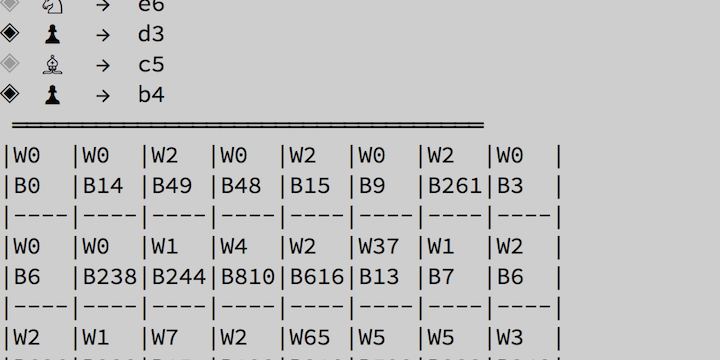 ◈ ♘ → e6
◈ ♟ → d3
◈ ♗ → c5
◈ ♟ → b4
══════════════════════════════════
|W0  |W0  |W2  |W0  |W2  |W0  |W2  |W0  |
|B0  |B14 |B49 |B48 |B15 |B9  |B261|B3  |
|----|----|----|----|----|----|----|----|
|W0  |W0  |W1  |W4  |W2  |W37 |W1  |W2  |
|B6  |B238|B244|B810|B616|B13 |B7  |B6  |
|----|----|----|----|----|----|----|----|
|W2  |W1  |W7  |W2  |W65 |W5  |W5  |W3  |